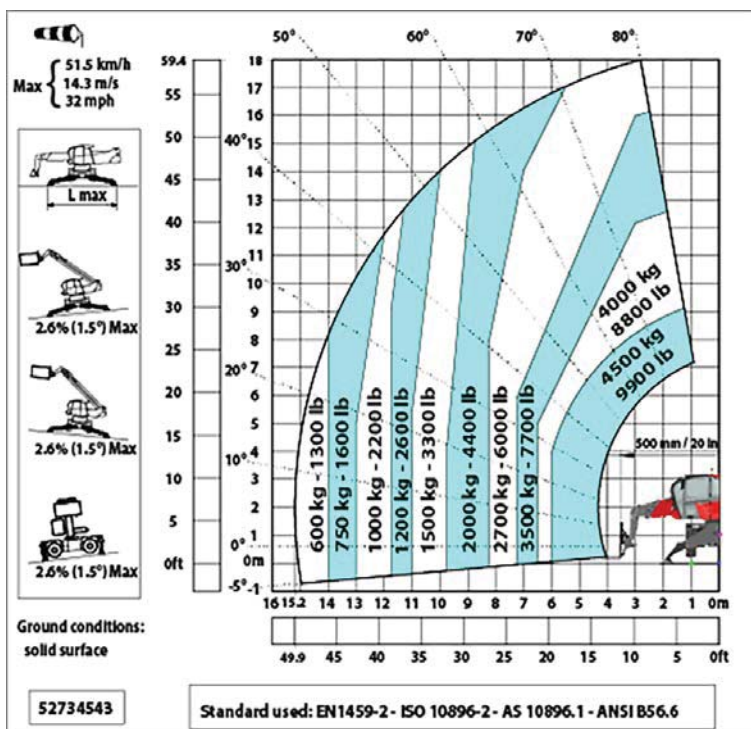 51.5 km/h
Max { 14.3 m/s
32 mph
L max
2.6% (1.5°) Max
2.6% (1.5°) Max
2.6% (1.5°) Max
Ground conditions:
solid surface
52734543
59.4
55
50
45
40
35
30
25
20
15
10
5
0ft
18
17
16
15
14
13
12
11
10
9
8
7
6
5
4
3
2
1
0m
-1
-5°
0°
10°
20°
30°
40°
50°
60°
70°
80°
600 kg - 1300 lb
750 kg - 1600 lb
1000 kg - 2200 lb
1200 kg - 2600 lb
1500 kg - 3300 lb
2000 kg - 4400 lb
2700 kg - 6000 lb
3500 kg - 7700 lb
4000 kg
8800 lb
4500 kg
9900 lb
500 mm / 20 in
16 15.2 14 13 12 11 10 9 8 7 6 5 4 3 2 1 0m
49.9 45 40 35 30 25 20 15 10 5 0ft
Standard used: EN1459-2 - ISO 10896-2 - AS 10896.1 - ANSI B56.6